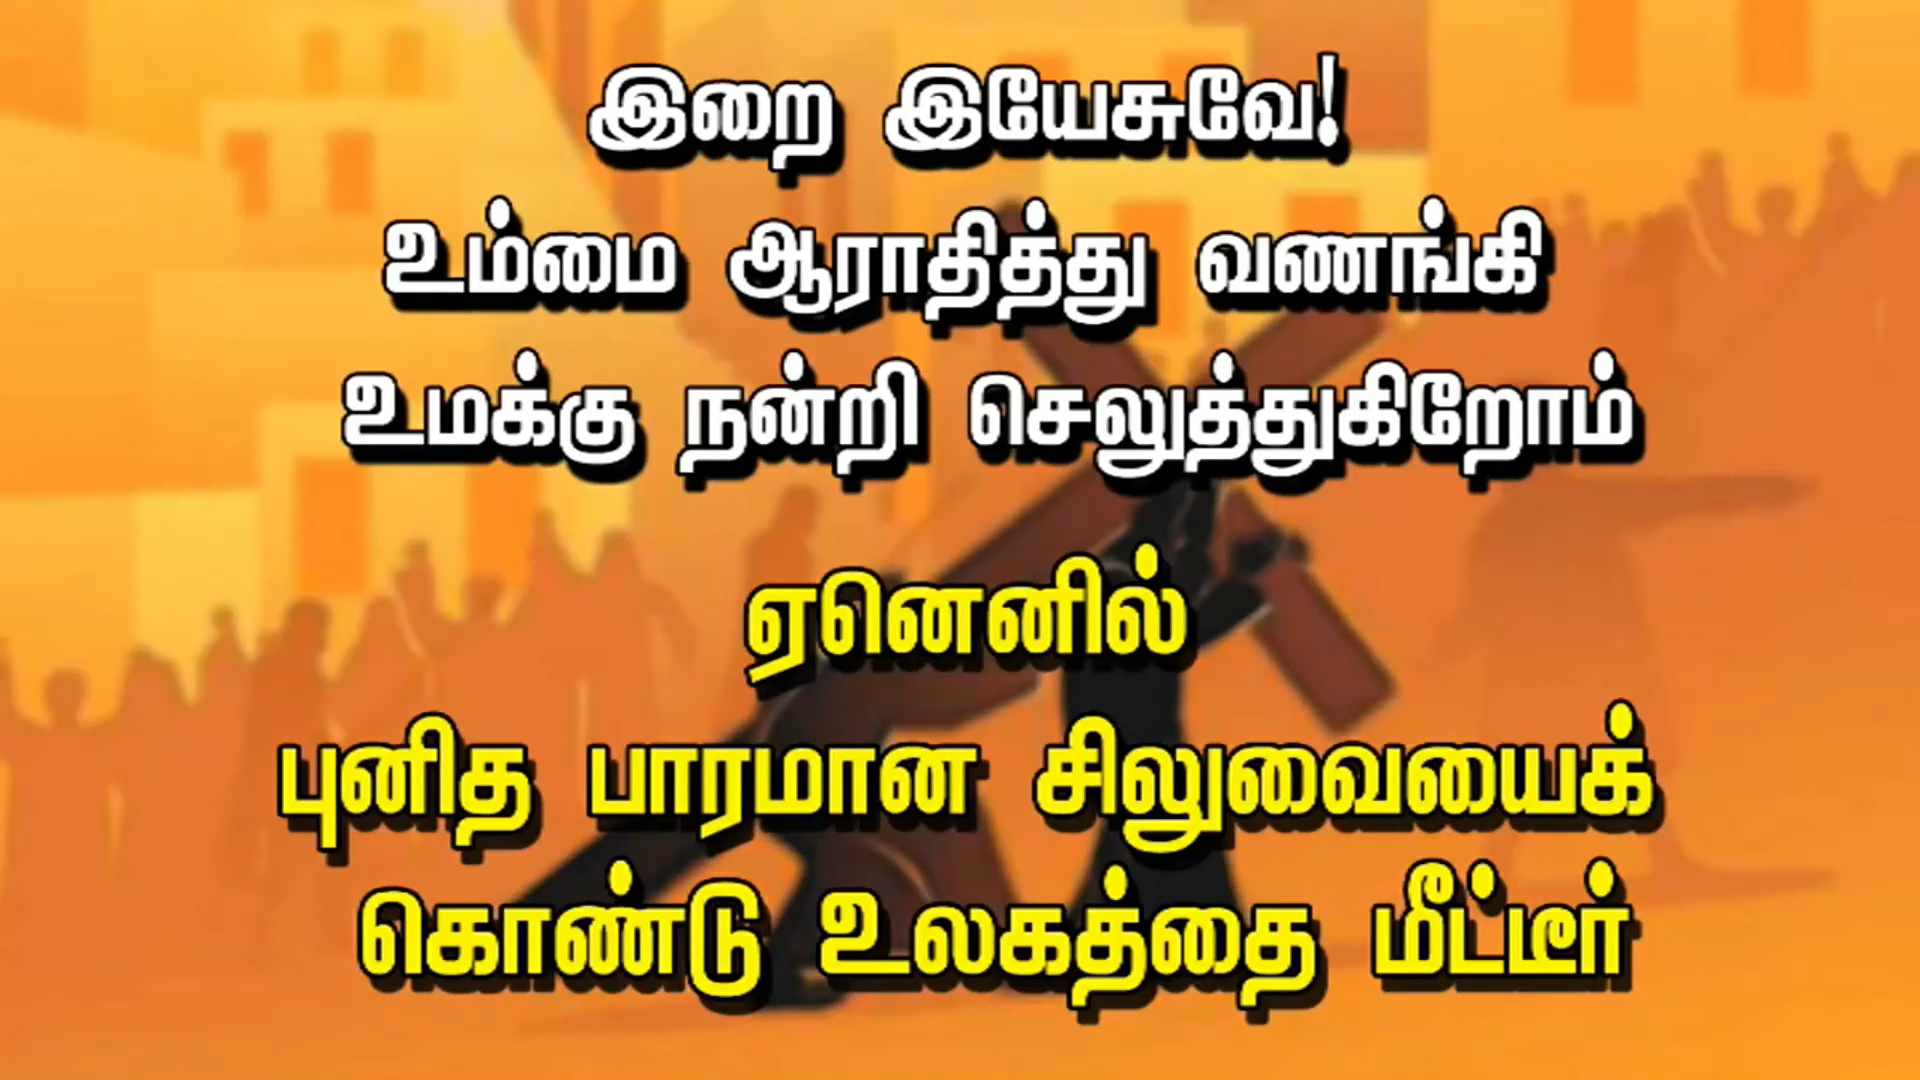 இறை இயேசுவே!
உம்மை ஆராதித்து வணங்கி
உமக்கு நன்றி செலுத்துகிறோம்
ஏனெனில்
புனித பாரமான சிலுவையைக்
கொண்டு உலகத்தை மீட்டீர்